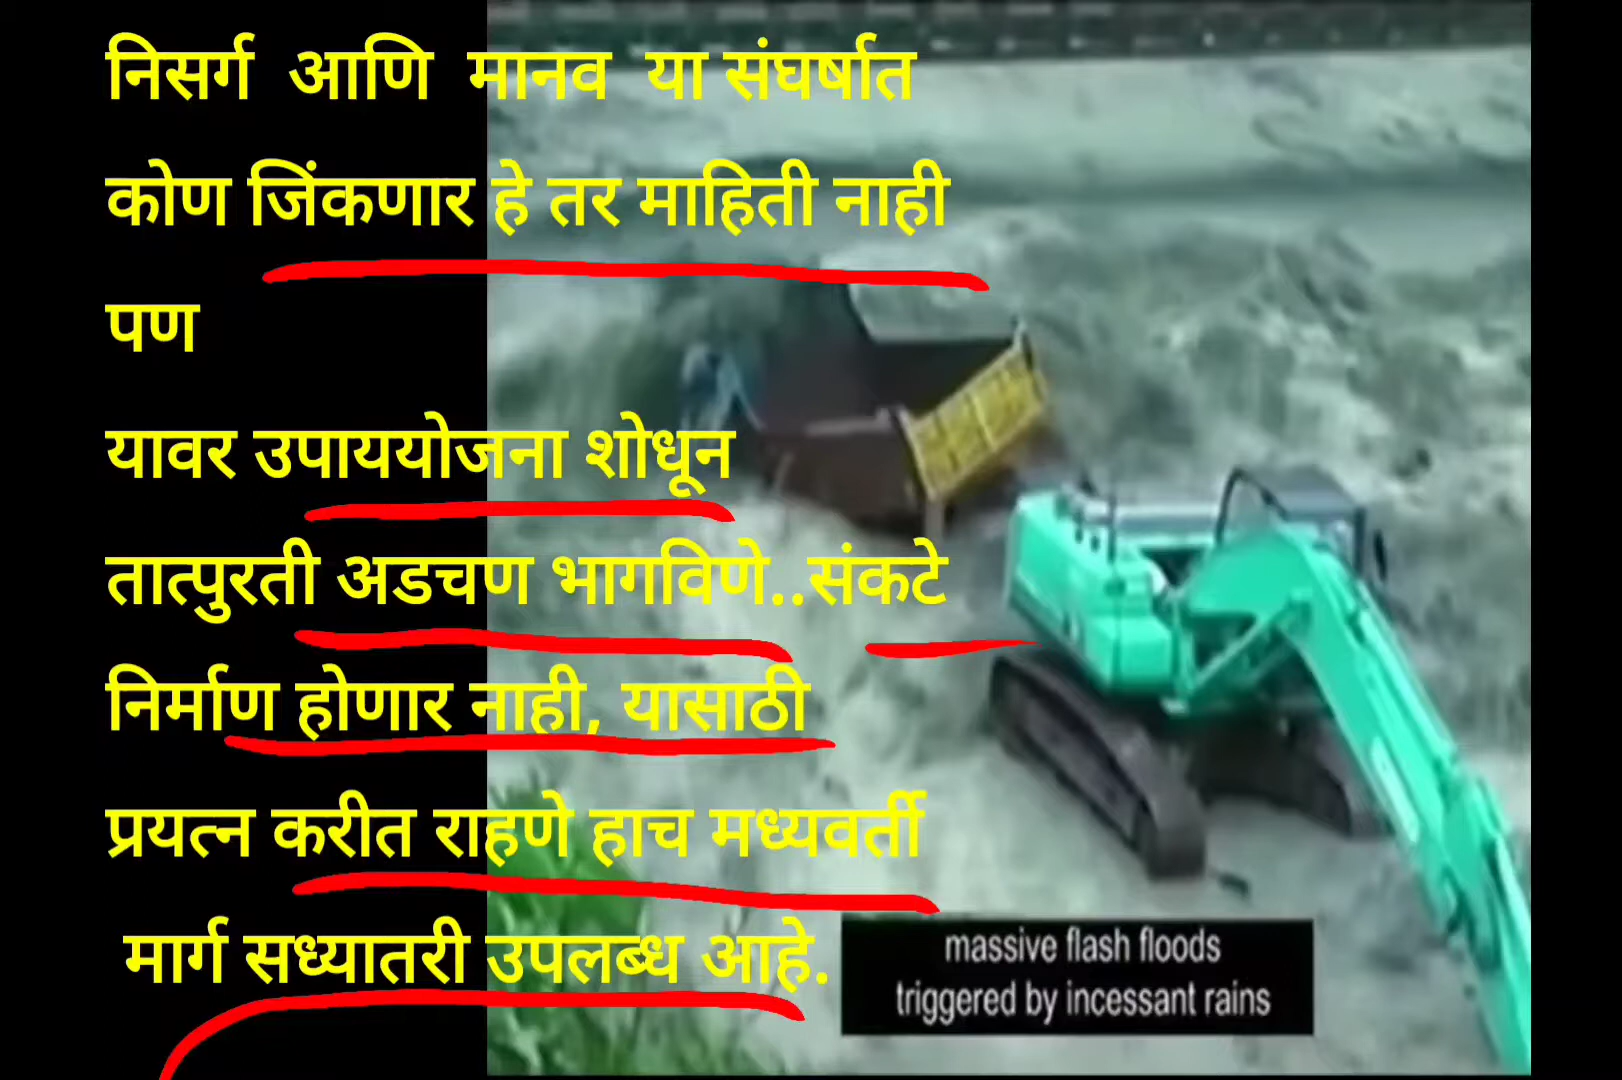 निसर्ग आणि मानव या संघर्षात
कोण जिंकणार हे तर माहिती नाही
पण
यावर उपाययोजना शोधून
तात्पुरती अडचण भागविणे..संकटे
निर्माण होणार नाही, यासाठी
प्रयत्न करीत राहणे हाच मध्यवर्ती
मार्ग सध्यातरी उपलब्ध आहे.
massive flash floods
triggered by incessant rains